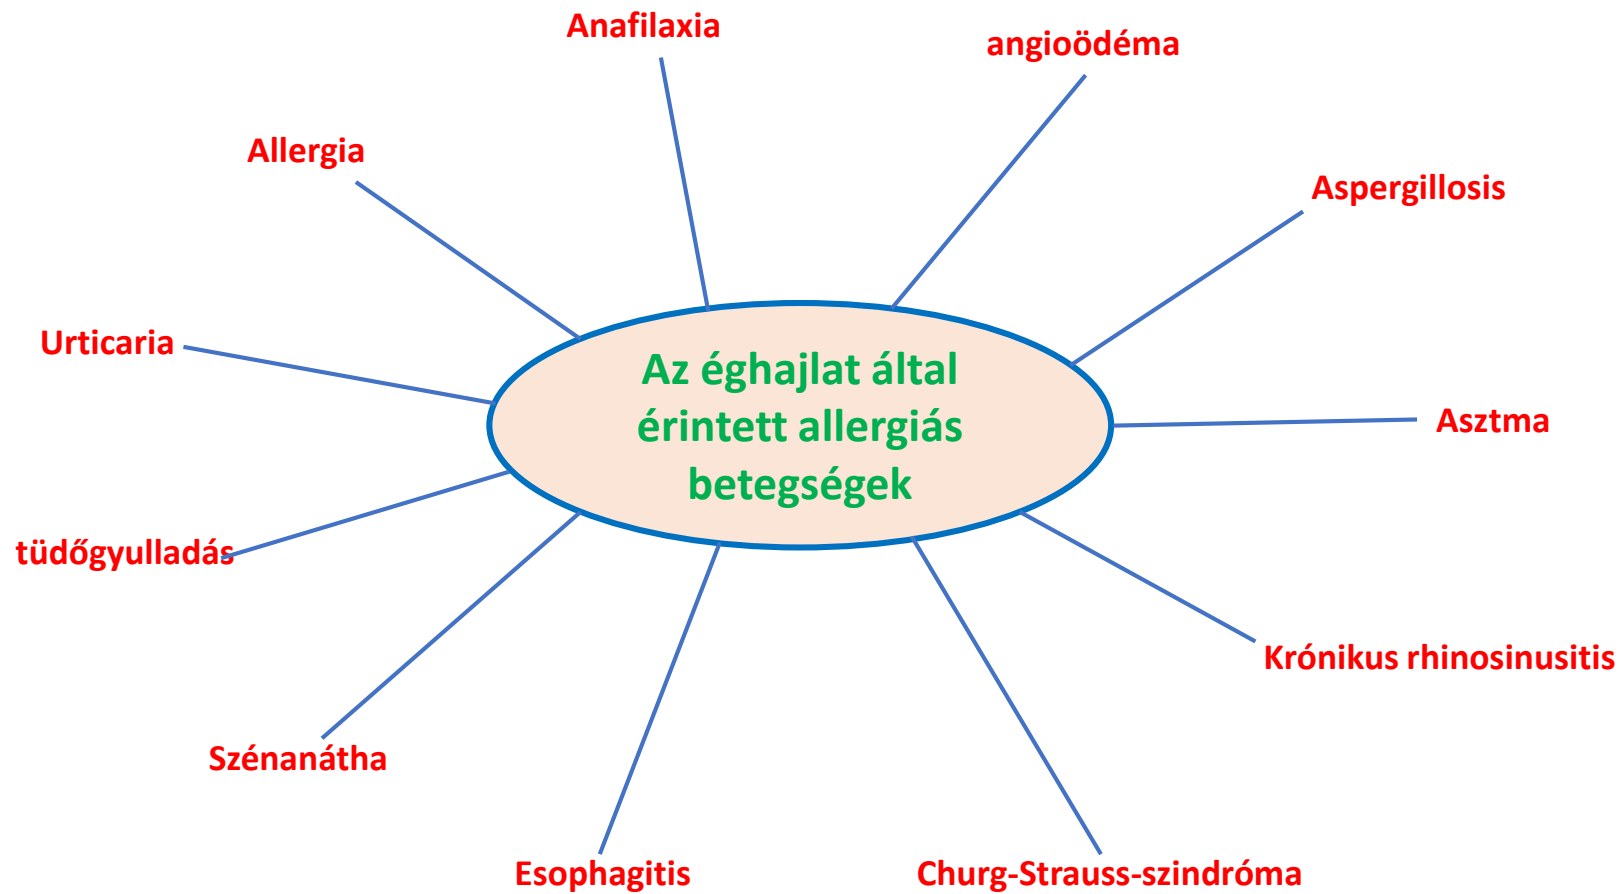 Anafilaxia
angioödéma
Allergia
Aspergillosis
Urticaria
Az éghajlat által
érintett allergiás
betegségek
Asztma
tüdőgyulladás
Krónikus rhinosinusitis
Szénanátha
Esophagitis
Churg-Strauss-szindróma